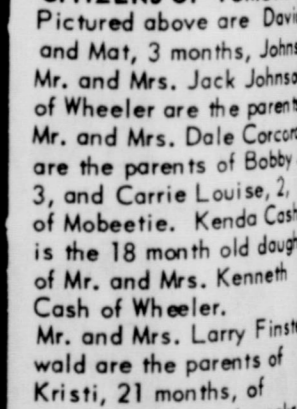 Pictured above are
and Mat, 3 months,
Mr. and Mrs. Jack
of Wheeler are the
Mr. and Mrs. Dale
are the parents of Bobby
3, and Carrie Louise, 2,
of Mobeetie. Kenda
is the 18 month old
of Mr. and Mrs. Kenneth
Cash of Wheeler.
Mr. and Mrs. Larry
wald are the parents of
Kristi, 21 months, of